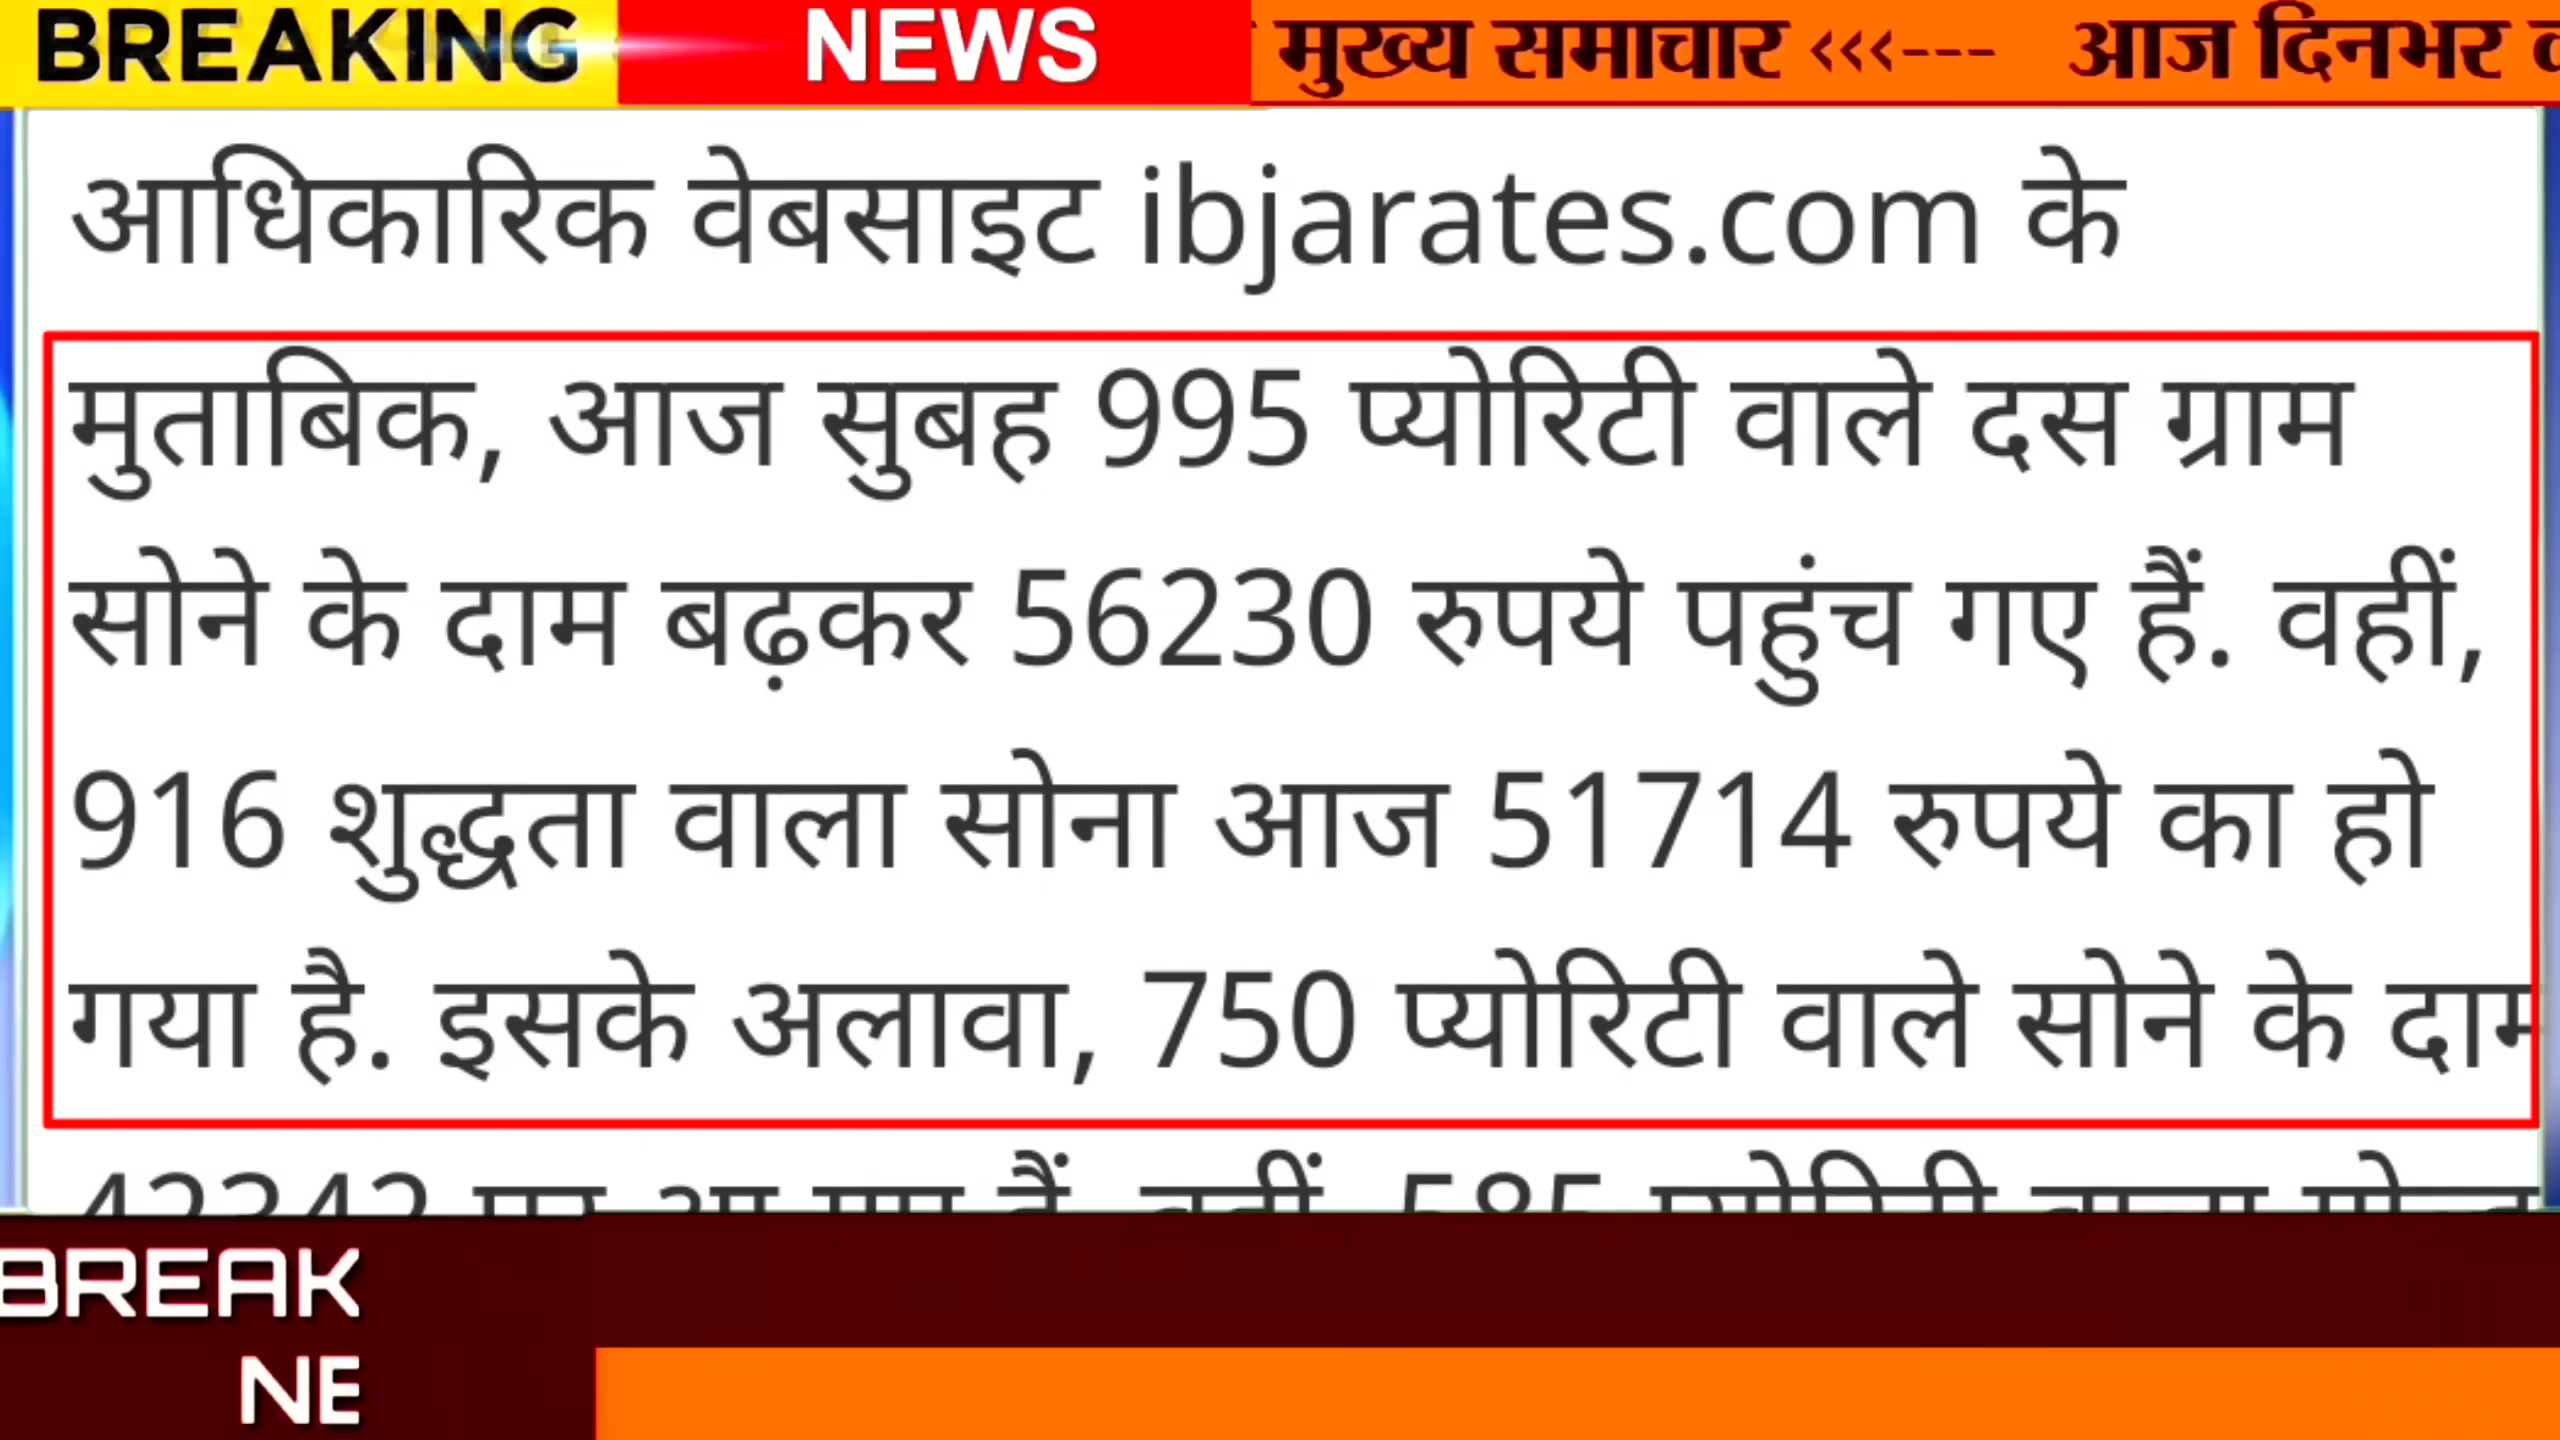 BREAKING NEWS मुख्य समाचार <<<--- आज दिनभर
आधिकारिक वेबसाइट ibjarates.com के
मुताबिक, आज सुबह 995 प्योरिटी वाले दस ग्राम
सोने के दाम बढ़कर 56230 रुपये पहुंच गए हैं. वहीं,
916 शुद्धता वाला सोना आज 51714 रुपये का हो
गया है. इसके अलावा, 750 प्योरिटी वाले सोने के दाम
BREAK
NE